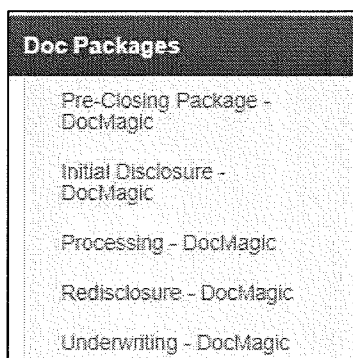 Doc Packages
Pre-Closing Package -
DocMagic
Initial Disclosure -
DocMagic
Processing - DocMagic
Redisclosure - DocMagic
Underwriting - DocMagic